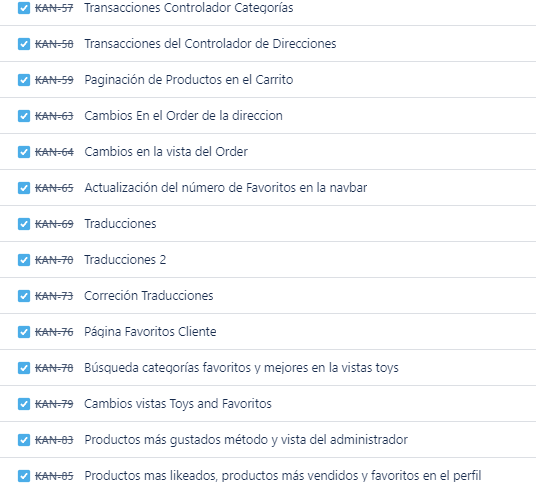 KAN-57 Transacciones Controlador Categorías
KAN-58 Transacciones del Controlador de Direcciones
KAN-59 Paginación de Productos en el Carrito
KAN-63 Cambios En el Order de la direccion
KAN-64 Cambios en la vista del Order
KAN-65 Actualización del número de Favoritos en la navbar
KAN-69 Traducciones
KAN-70 Traducciones 2
KAN-73 Correción Traducciones
KAN-76 Página Favoritos Cliente
KAN-78 Búsqueda categorías favoritos y mejores en la vistas toys
KAN-79 Cambios vistas Toys and Favoritos
KAN-83 Productos más gustados método y vista del administrador
KAN-85 Productos mas likeados, productos más vendidos y favoritos en el perfil